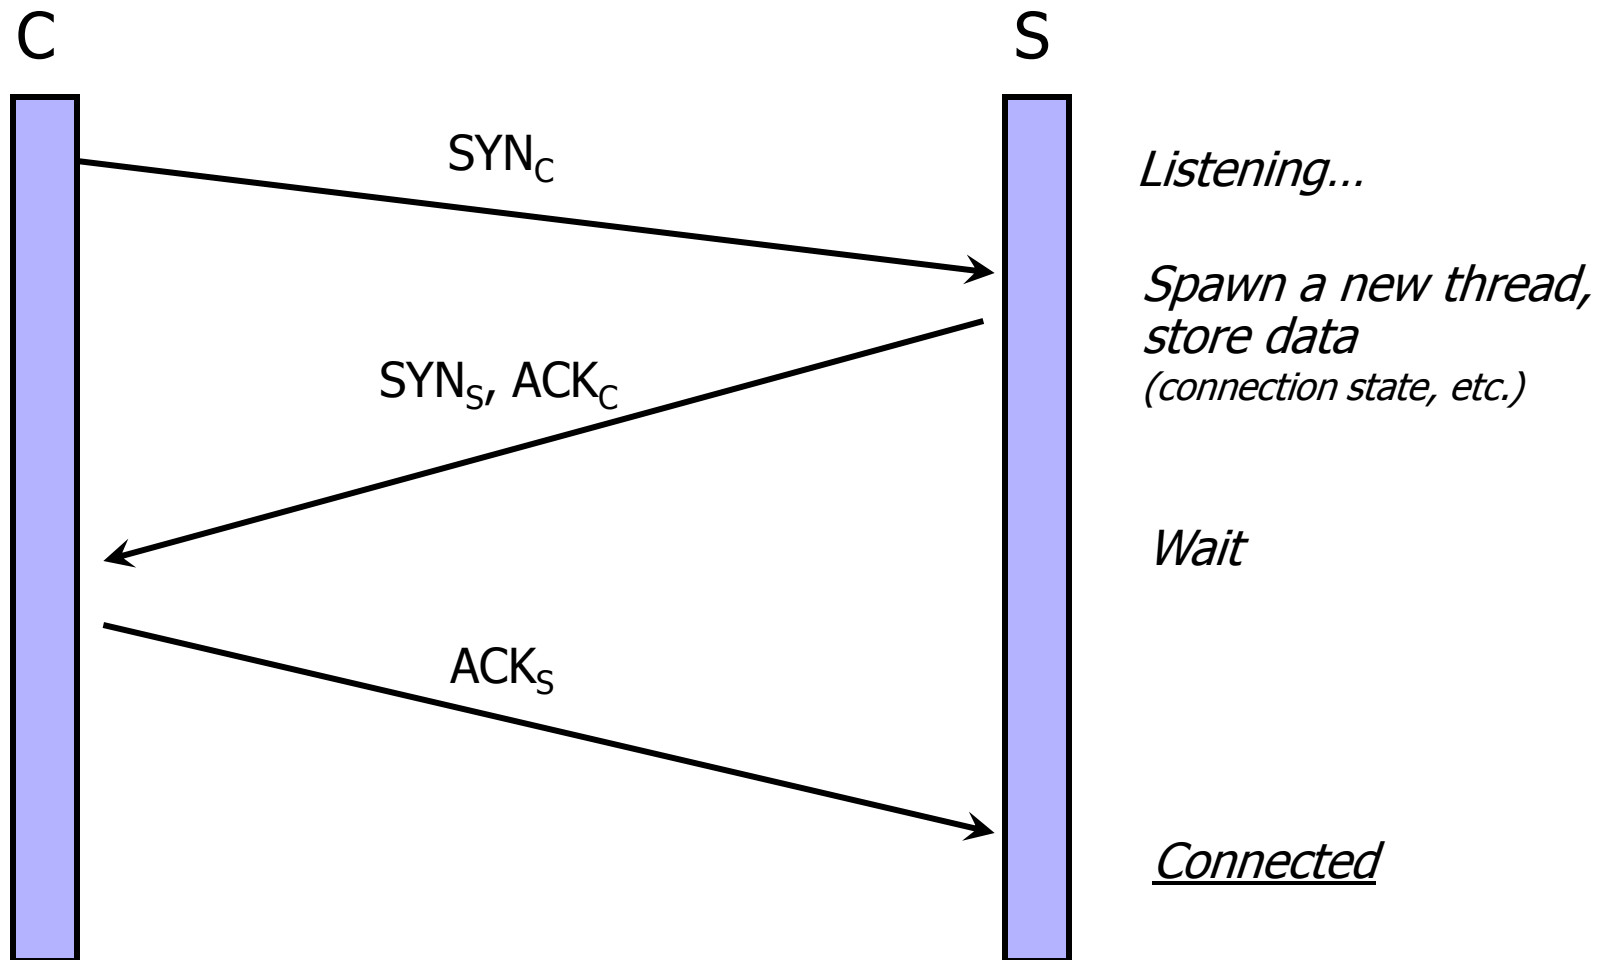 C
S
SYNC
Listening...
Spawn a new thread,
store data
(connection state, etc.)
SYNS, ACKC
Wait
ACKS
Connected